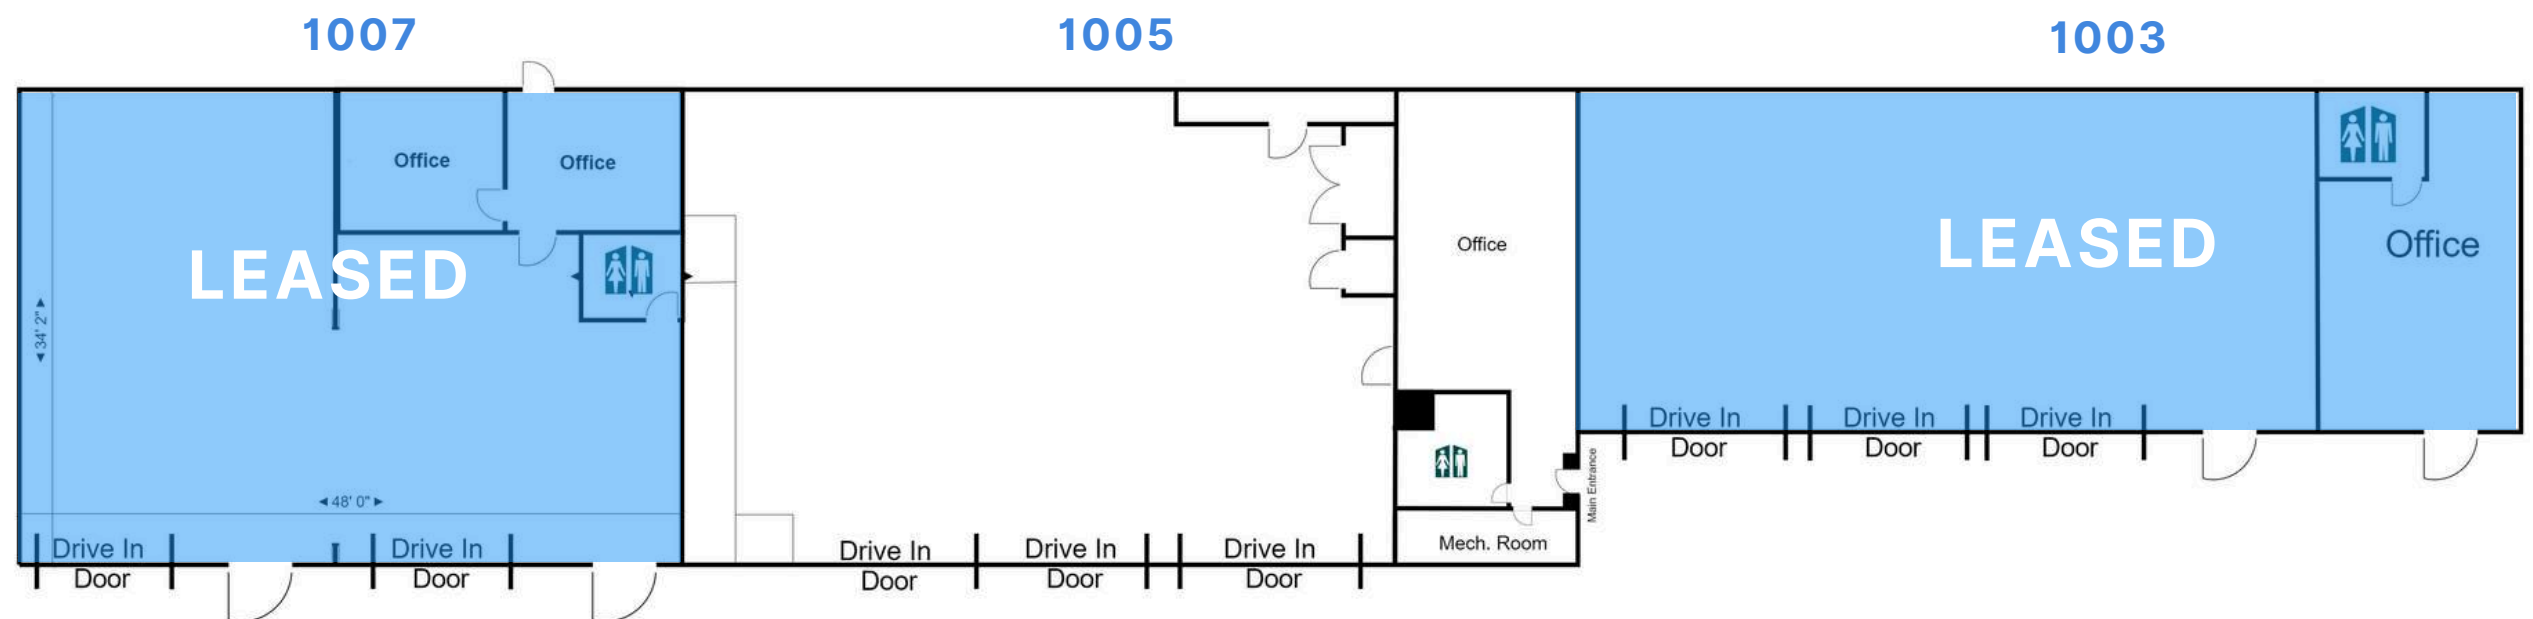 1007
1005
1003
Office
Office
LEASED
34' 2"
48' 0"
Drive In
Door
Drive In
Door
Office
Drive In
Door
Drive In
Door
Drive In
Door
Mech. Room
Main Entrance
LEASED
Office
Drive In
Door
Drive In
Door
Drive In
Door